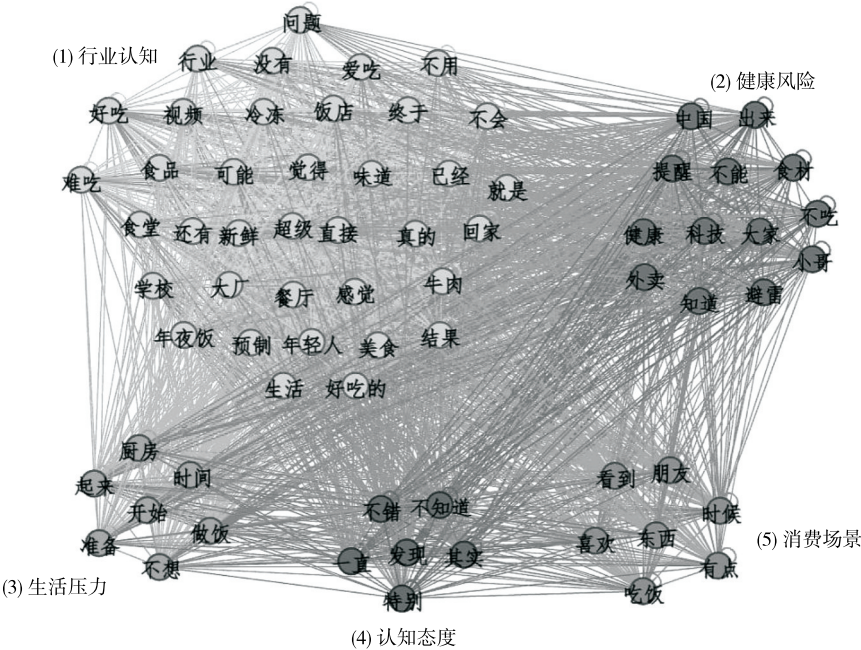 问题
(1) 行业认知
行业 没有 爱吃 不用
(2) 健康风险
好吃 视频 冷冻 饭店 终于 不会
中国 出来
难吃 食品 可能 觉得 味道 已经 就是
提醒 不能 食材
不吃
食堂 还有 新鲜 超级 直接 真的 回家
健康 科技 大家
小哥
学校 大厂 餐厅 感觉 牛肉
外卖 知道 避雷
年夜饭 预制 年轻人 美食 结果
生活 好吃的
厨房
起来 时间
开始
准备 做饭
不想
(3) 生活压力
不错 不知道
一直 发现 其实
特别
(4) 认知态度
看到 朋友
时候
喜欢 东西
有点
吃饭
(5) 消费场景